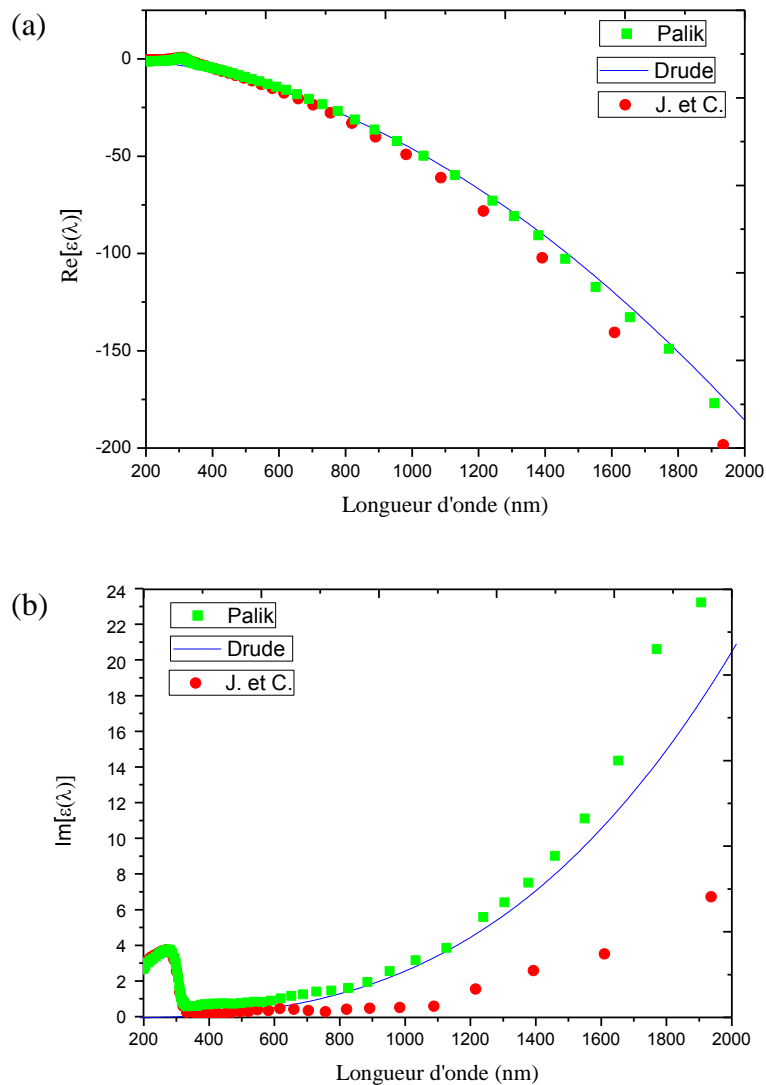 (a)
Palik
Drude
J. et C.
0
-50
-100
-150
-200
Re[ε(λ)]
200 400 600 800 1000 1200 1400 1600 1800 2000
Longueur d'onde (nm)
(b)
Palik
Drude
J. et C.
24
22
20
18
16
14
12
10
8
6
4
2
0
Im[ε(λ)]
200 400 600 800 1000 1200 1400 1600 1800 2000
Longueur d'onde (nm)